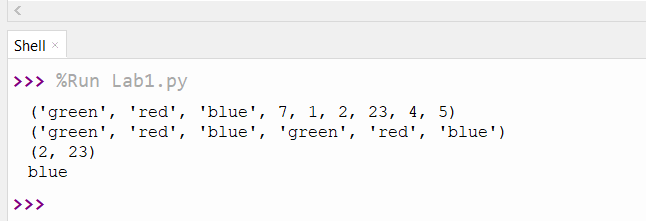 Shell
>>> %Run Lab1.py
('green', 'red', 'blue', 7, 1, 2, 23, 4, 5)
('green', 'red', 'blue', 'green', 'red', 'blue')
(2, 23)
blue
>>>